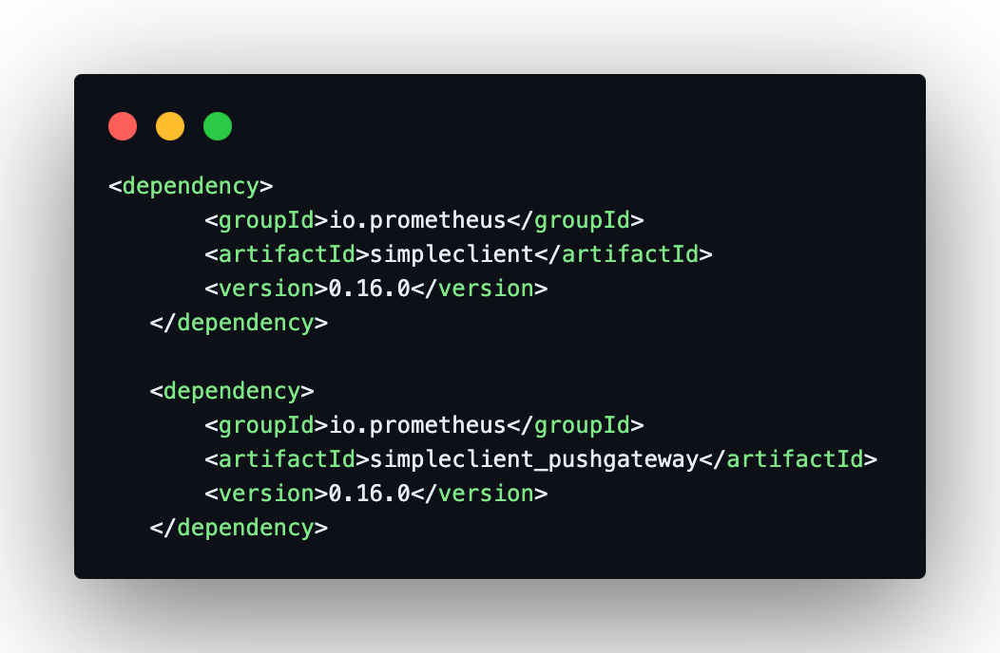 <dependency>
        <groupId>io.prometheus</groupId>
        <artifactId>simpleclient</artifactId>
        <version>0.16.0</version>
    </dependency>

    <dependency>
        <groupId>io.prometheus</groupId>
        <artifactId>simpleclient_pushgateway</artifactId>
        <version>0.16.0</version>
    </dependency>